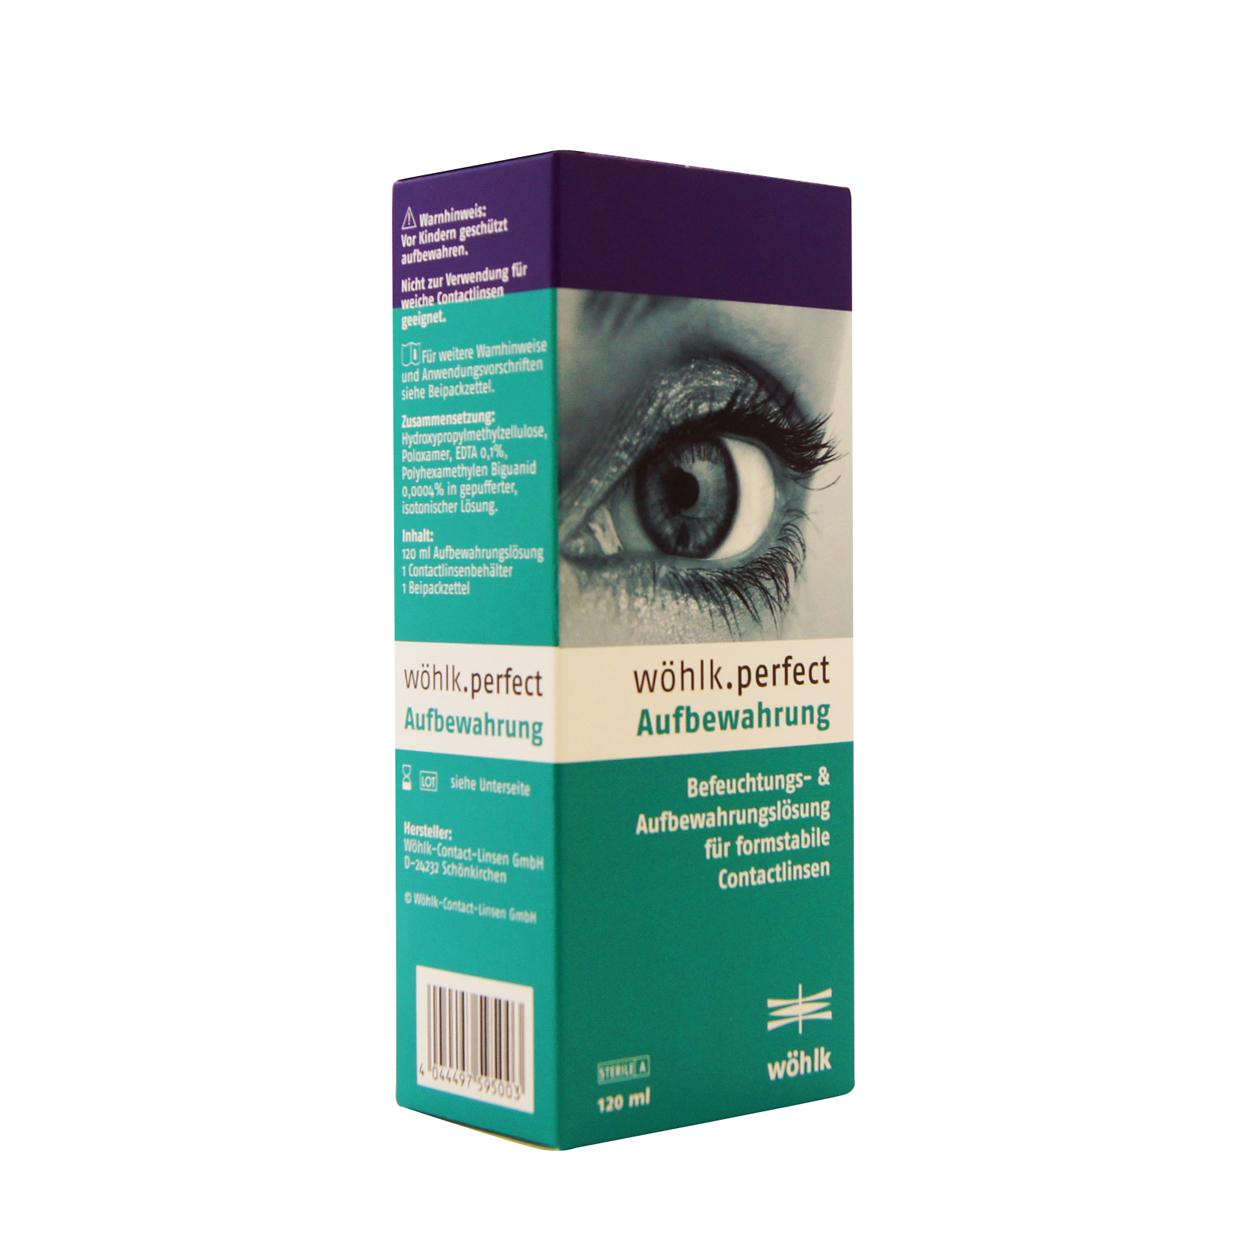 Warnhinweis:
Vor Kindern geschützt
aufbewahren.
Nicht zur Verwendung für
weiche Contactlinsen
geeignet.
Für weitere Warnhinweise
und Anwendungsvorschriften
siehe Beipackzettel.
Zusammensetzung:
Hydroxypropylmethylzellulose,
Poloxamer, EDTA 0,1%,
Polyhexamethylen Biguanid
0,0004% in gepufferter,
isotonischer Lösung.
Inhalt:
120 ml Aufbewahrungslösung
1 Contactlinsenbehälter
1 Beipackzettel
wöhlk.perfect
Aufbewahrung
LOT siehe Unterseite
Hersteller:
Wöhlk-Contact-Linsen GmbH
D-24232 Schönkirchen
© Wöhlk-Contact-Linsen GmbH
4 044497 595003
wöhlk.perfect
Aufbewahrung
Befeuchtungs- &
Aufbewahrungslösung
für formstabile
Contactlinsen
wöhlk
STERILE A
120 ml